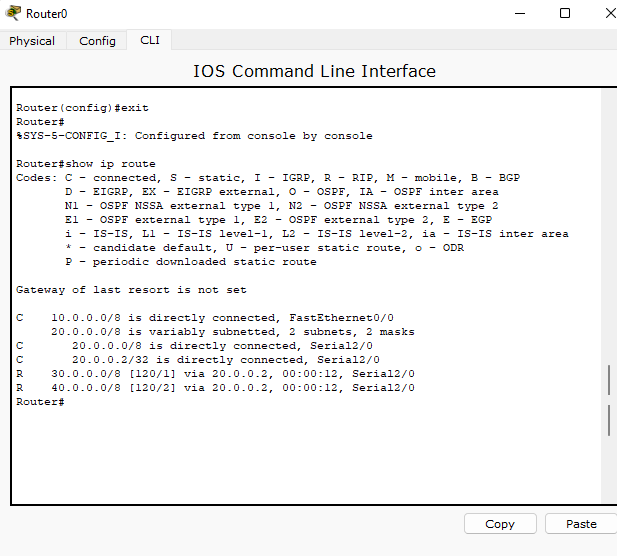 Router0
Physical Config CLI
IOS Command Line Interface
Router(config)#exit
Router#
%SYS-5-CONFIG_I: Configured from console by console
Router#show ip route
Codes: C - connected, S - static, I - IGRP, R - RIP, M - mobile, B - BGP
       D - EIGRP, EX - EIGRP external, O - OSPF, IA - OSPF inter area
       N1 - OSPF NSSA external type 1, N2 - OSPF NSSA external type 2
       E1 - OSPF external type 1, E2 - OSPF external type 2, E - EGP
       i - IS-IS, L1 - IS-IS level-1, L2 - IS-IS level-2, ia - IS-IS inter area
       * - candidate default, U - per-user static route, o - ODR
       P - periodic downloaded static route
Gateway of last resort is not set
C    10.0.0.0/8 is directly connected, FastEthernet0/0
     20.0.0.0/8 is variably subnetted, 2 subnets, 2 masks
C       20.0.0.0/8 is directly connected, Serial2/0
C       20.0.0.2/32 is directly connected, Serial2/0
R    30.0.0.0/8 [120/1] via 20.0.0.2, 00:00:12, Serial2/0
R    40.0.0.0/8 [120/2] via 20.0.0.2, 00:00:12, Serial2/0
Router#
Copy Paste